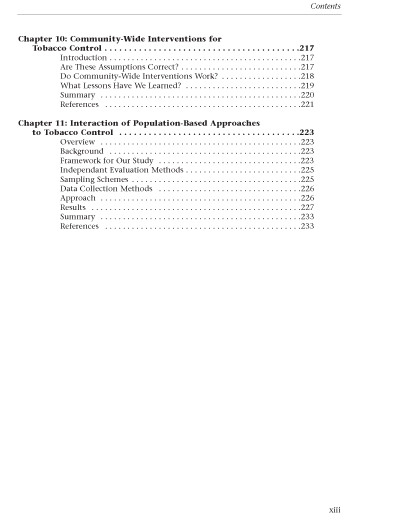 Contents
Chapter 10: Community-Wide Interventions for
Tobacco Control . . . . . . . . . . . . . . . . . . . . . . . . . . . . . . . . . . . . . . . .217
Introduction . . . . . . . . . . . . . . . . . . . . . . . . . . . . . . . . . . . . . . . . . . .217
Are These Assumptions Correct? . . . . . . . . . . . . . . . . . . . . . . . . . . .217
Do Community-Wide Interventions Work? . . . . . . . . . . . . . . . . . .218
What Lessons Have We Learned? . . . . . . . . . . . . . . . . . . . . . . . . . .219
Summary . . . . . . . . . . . . . . . . . . . . . . . . . . . . . . . . . . . . . . . . . . . . .220
References . . . . . . . . . . . . . . . . . . . . . . . . . . . . . . . . . . . . . . . . . . . .221
Chapter 11: Interaction of Population-Based Approaches
to Tobacco Control . . . . . . . . . . . . . . . . . . . . . . . . . . . . . . . . . . . . .223
Overview . . . . . . . . . . . . . . . . . . . . . . . . . . . . . . . . . . . . . . . . . . . . .223
Background . . . . . . . . . . . . . . . . . . . . . . . . . . . . . . . . . . . . . . . . . . .223
Framework for Our Study . . . . . . . . . . . . . . . . . . . . . . . . . . . . . . . .223
Independant Evaluation Methods . . . . . . . . . . . . . . . . . . . . . . . . . .225
Sampling Schemes . . . . . . . . . . . . . . . . . . . . . . . . . . . . . . . . . . . . . .225
Data Collection Methods . . . . . . . . . . . . . . . . . . . . . . . . . . . . . . . .226
Approach . . . . . . . . . . . . . . . . . . . . . . . . . . . . . . . . . . . . . . . . . . . . .226
Results . . . . . . . . . . . . . . . . . . . . . . . . . . . . . . . . . . . . . . . . . . . . . . .227
Summary . . . . . . . . . . . . . . . . . . . . . . . . . . . . . . . . . . . . . . . . . . . . .233
References . . . . . . . . . . . . . . . . . . . . . . . . . . . . . . . . . . . . . . . . . . . .233
xiii